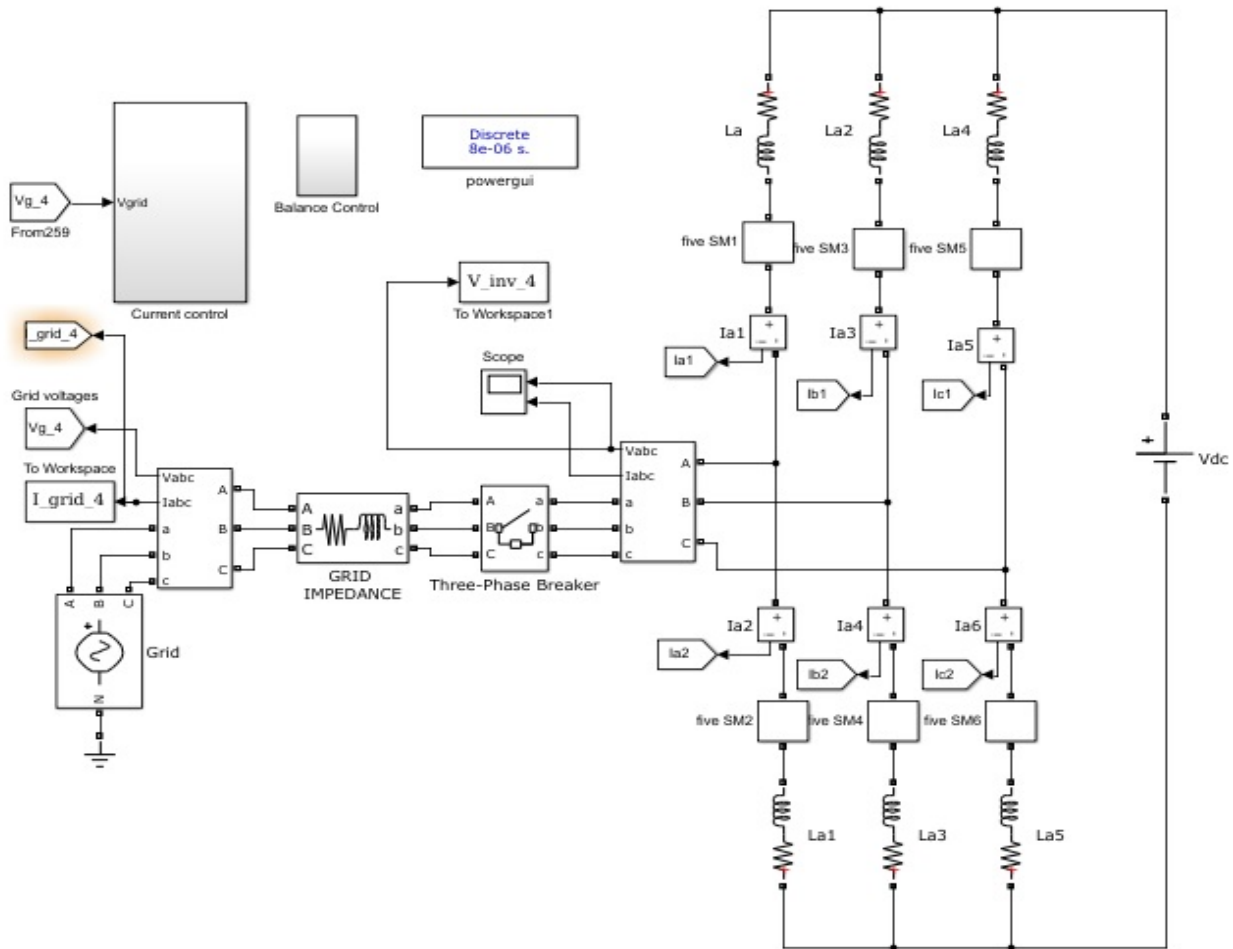 La
La2
La4
Discrete
8e-06 s.
powergui
Vg_4
From259
Vgrid
Current control
Balance Control
five SM1
five SM3
five SM5
V_inv_4
To Workspace1
_grid_4
Ia1
Ia3
Ia5
Ia1
Ib1
Ic1
Scope
Grid voltages
Vg_4
To Workspace
I_grid_4
Vabc
Iabc
a
b
c
A
B
C
A
B
C
a
b
c
GRID
IMPEDANCE
A
B
C
a
b
c
Three-Phase Breaker
Vabc
Iabc
a
b
c
A
B
C
Vdc
A
B
C
N
Grid
Ia2
Ia4
Ia6
Ia2
Ib2
Ic2
five SM2
five SM4
five SM6
La1
La3
La5